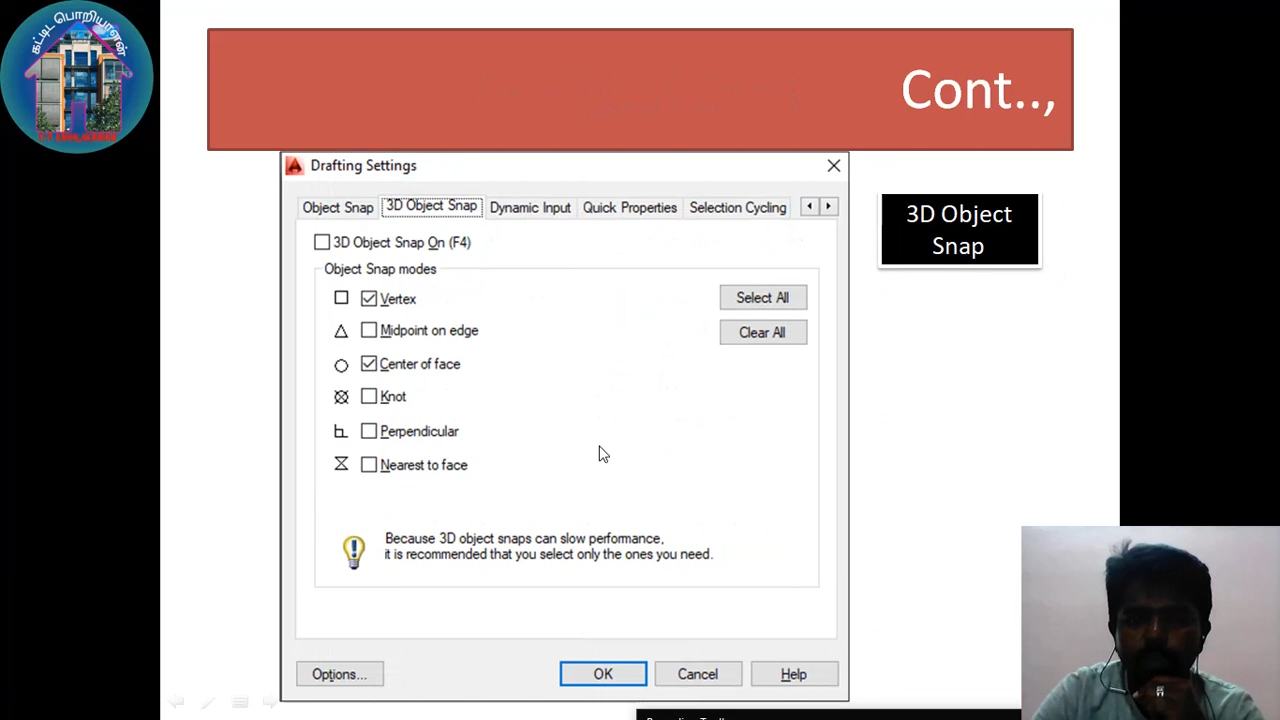 கட்டிட பொறியாளன்
Cont..,
Drafting Settings
Object Snap 3D Object Snap Dynamic Input Quick Properties Selection Cycling
3D Object Snap On (F4)
Object Snap modes
Vertex
Midpoint on edge
Center of face
Knot
Perpendicular
Nearest to face
Select All
Clear All
Because 3D object snaps can slow performance,
it is recommended that you select only the ones you need.
Options...
OK
Cancel
Help
3D Object
Snap